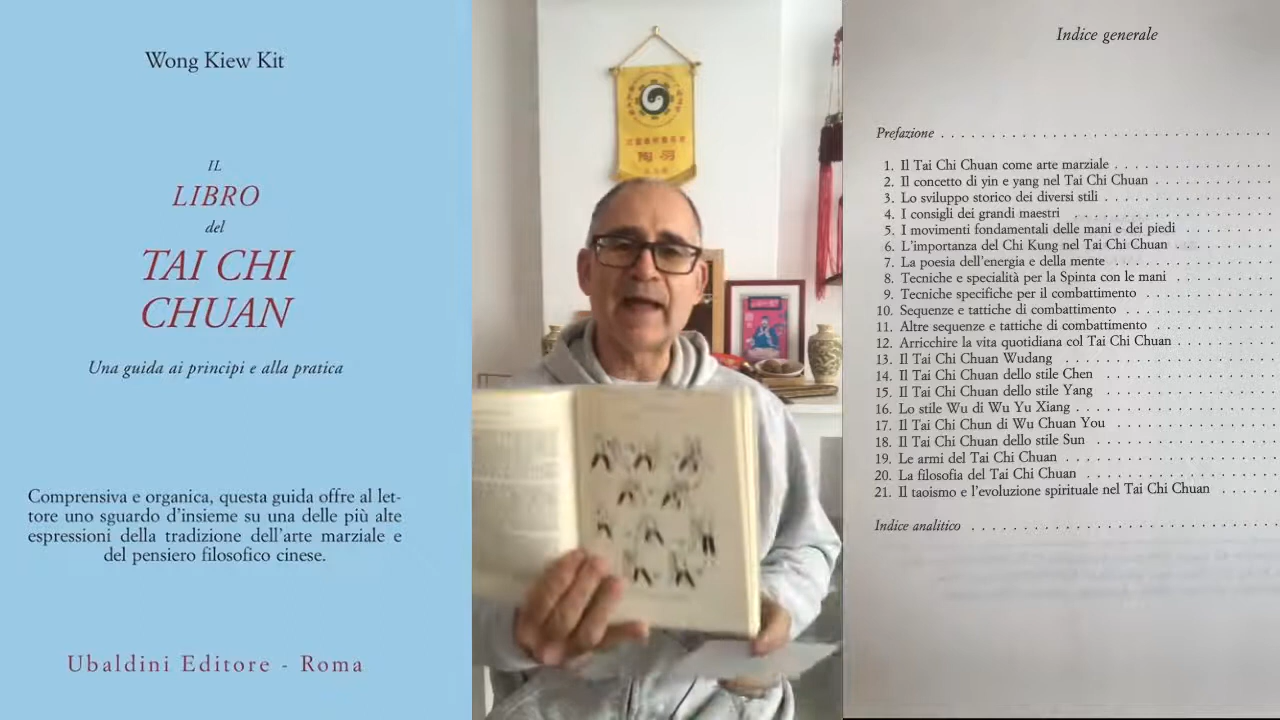 Wong Kiew Kit
IL
LIBRO
del
TAI CHI
CHUAN
Una guida ai princìpi e alla pratica
Comprensiva e organica, questa guida offre al let-
tore uno sguardo d'insieme su una delle più alte
espressioni della tradizione dell'arte marziale e
del pensiero filosofico cinese.
Ubaldini Editore - Roma
Indice generale
Prefazione
1. Il Tai Chi Chuan come arte marziale
2. Il concetto di yin e yang nel Tai Chi Chuan
3. Lo sviluppo storico dei diversi stili
4. I consigli dei grandi maestri
5. I movimenti fondamentali delle mani e dei piedi
6. L'importanza del Chi Kung nel Tai Chi Chuan
7. La poesia dell'energia e della mente
8. Tecniche e specialità per la Spinta con le mani
9. Tecniche specifiche per il combattimento
10. Sequenze e tattiche di combattimento
11. Altre sequenze e tattiche di combattimento
12. Arricchire la vita quotidiana col Tai Chi Chuan
13. Il Tai Chi Chuan Wudang
14. Il Tai Chi Chuan dello stile Chen
15. Il Tai Chi Chuan dello stile Yang
16. Lo stile Wu di Wu Yu Xiang
17. Il Tai Chi Chun di Wu Chuan You
18. Il Tai Chi Chuan dello stile Sun
19. Le armi del Tai Chi Chuan
20. La filosofia del Tai Chi Chuan
21. Il taoismo e l'evoluzione spirituale nel Tai Chi Chuan
Indice analitico